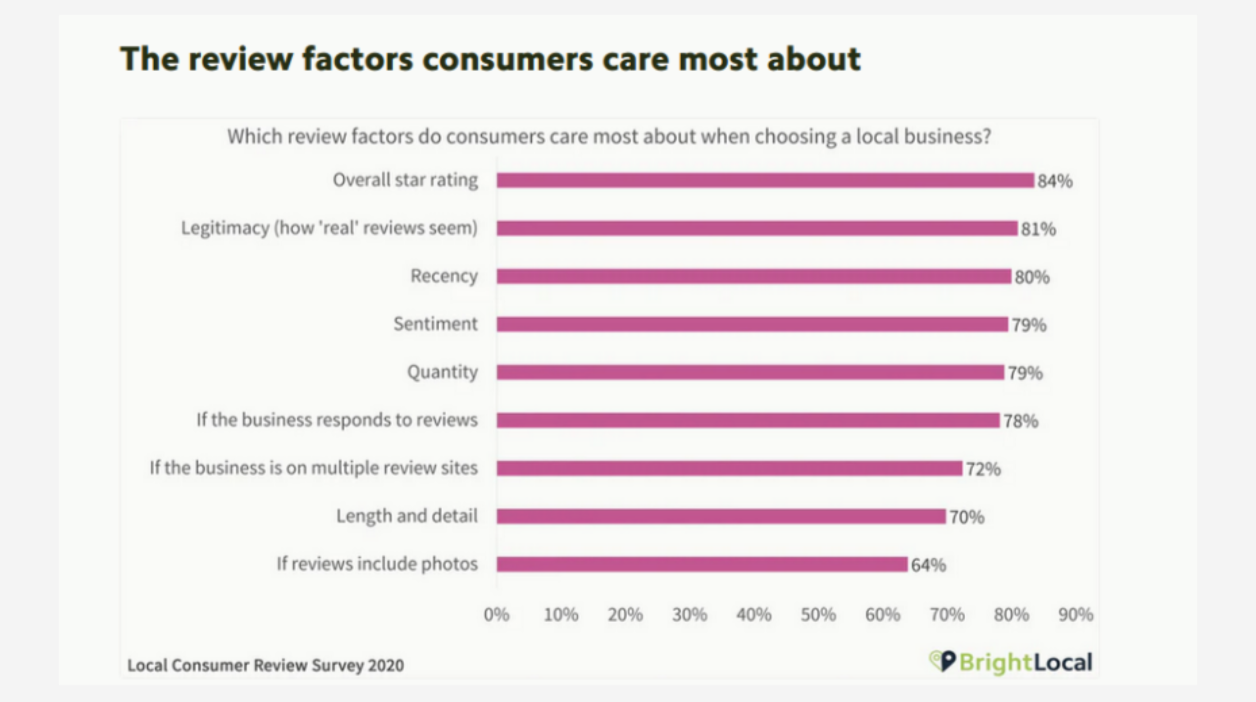 The review factors consumers care most about
Which review factors do consumers care most about when choosing a local business?
Overall star rating 84%
Legitimacy (how 'real' reviews seem) 81%
Recency 80%
Sentiment 79%
Quantity 79%
If the business responds to reviews 78%
If the business is on multiple review sites 72%
Length and detail 70%
If reviews include photos 64%
0% 10% 20% 30% 40% 50% 60% 70% 80% 90%
Local Consumer Review Survey 2020
BrightLocal